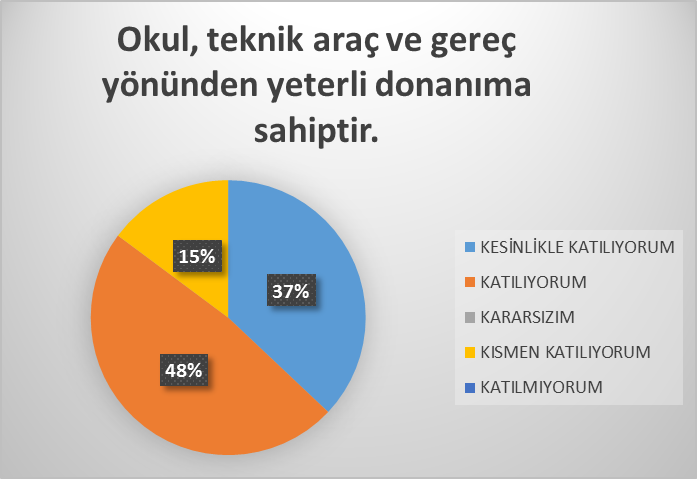 Okul, teknik araç ve gereç
yönünden yeterli donanıma
sahiptir.
15%
37%
48%
KESİNLİKLE KATILIYORUM
KATILIYORUM
KARARSIZIM
KISMEN KATILIYORUM
KATILMIYORUM